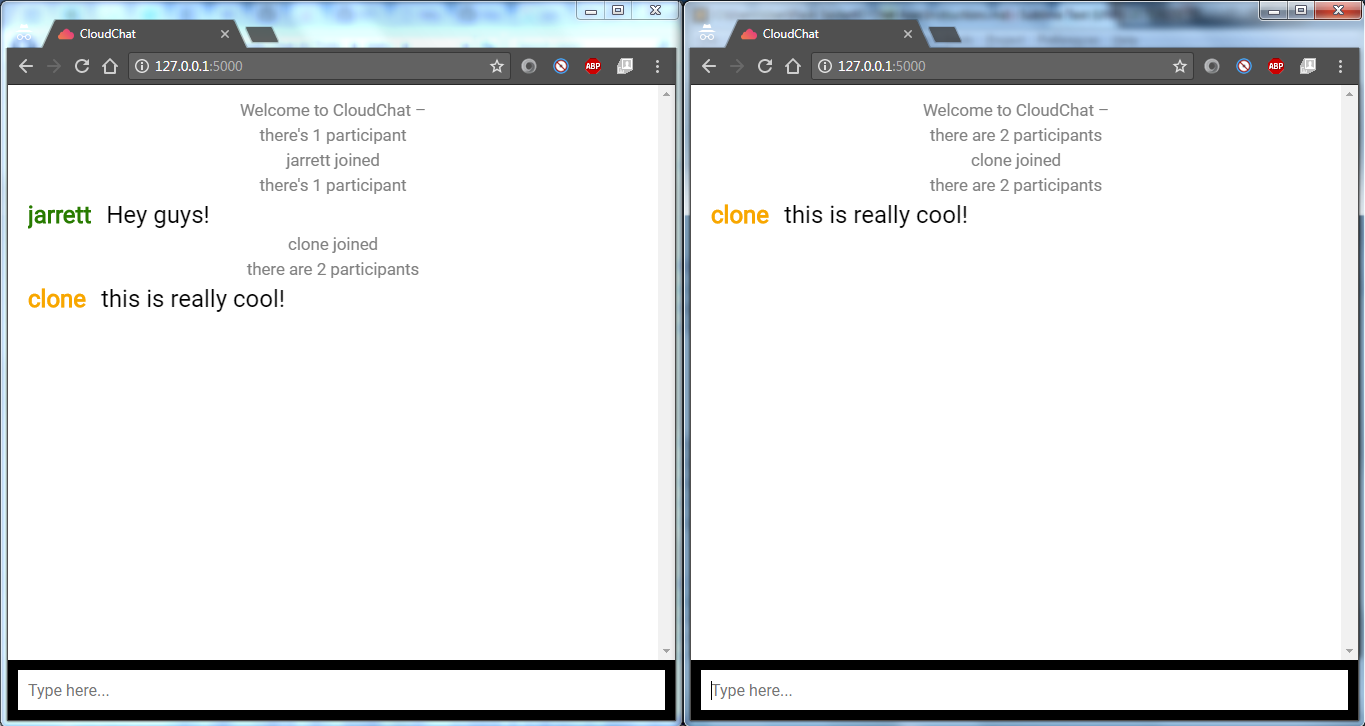 CloudChat
127.0.0.1:5000
ABP
Welcome to CloudChat –
there's 1 participant
jarrett joined
there's 1 participant
jarrett Hey guys!
clone joined
there are 2 participants
clone this is really cool!
Type here...
CloudChat
127.0.0.1:5000
ABP
Welcome to CloudChat –
there are 2 participants
clone joined
there are 2 participants
clone this is really cool!
Type here...